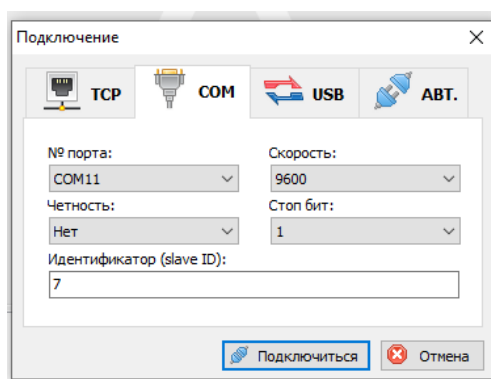 Подключение
TCP COM USB АВТ.
№ порта: Скорость:
COM11 9600
Четность: Стоп бит:
Нет 1
Идентификатор (slave ID):
7
Подключиться Отмена